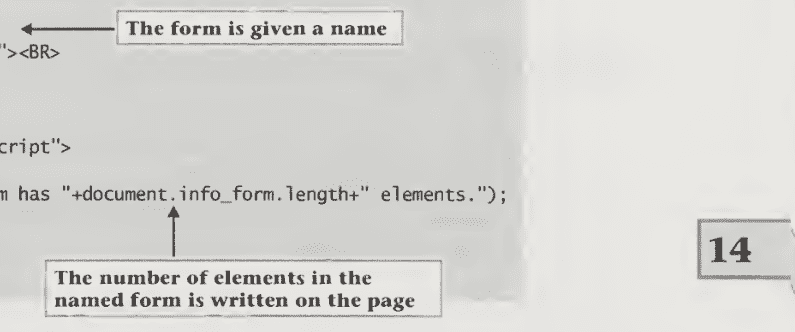 The form is given a name
"><BR>
cript">
m has "+document.info_form.length+" elements.");
14
The number of elements in the
named form is written on the page